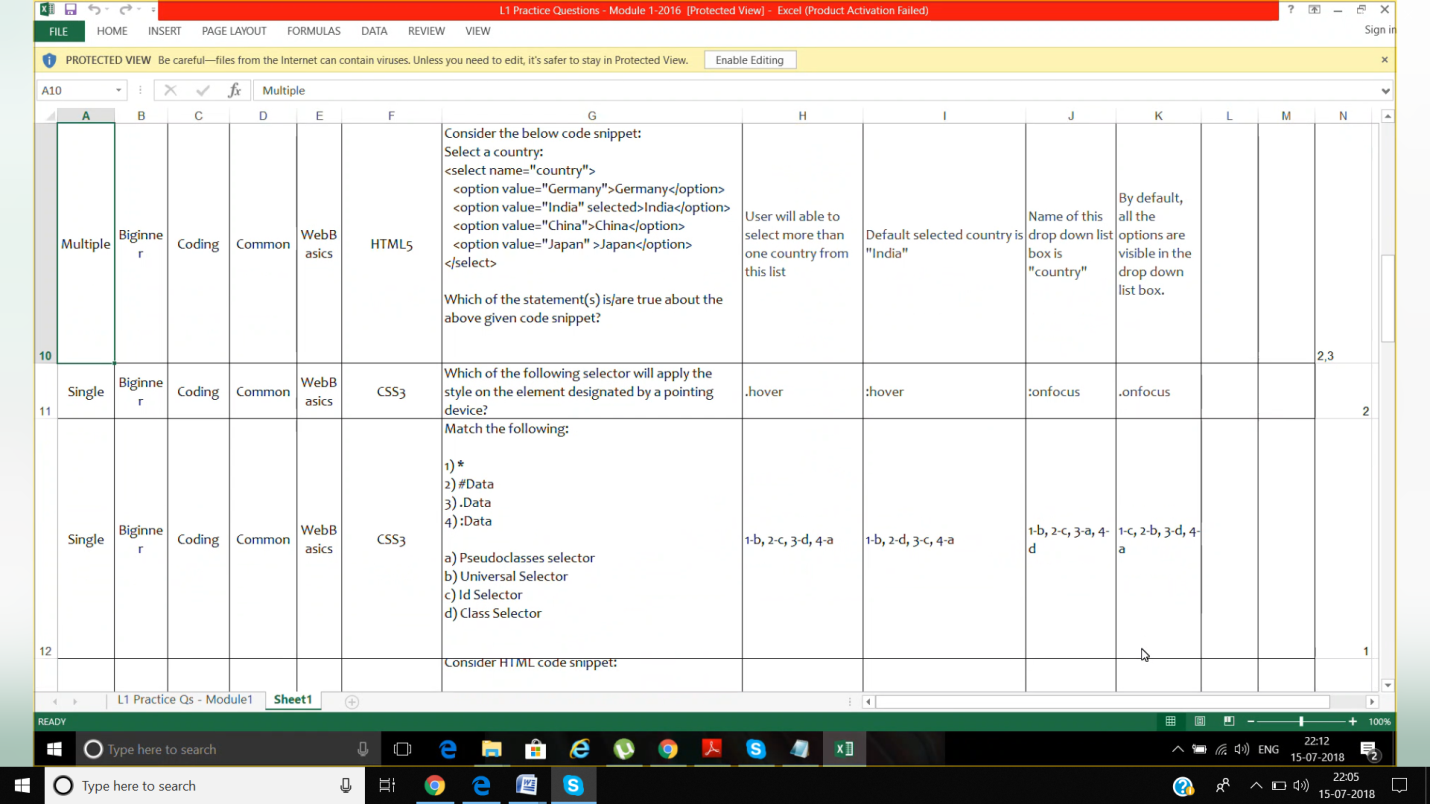 L1 Practice Questions - Module 1-2016 [Protected View] - Excel (Product Activation Failed)
FILE HOME INSERT PAGE LAYOUT FORMULAS DATA REVIEW VIEW Sign in
PROTECTED VIEW Be careful—files from the Internet can contain viruses. Unless you need to edit, it's safer to stay in Protected View. Enable Editing
A10 fx Multiple
A B C D E F G H I J K L M N
10
Multiple
Biginne
r
Coding
Common
WebB
asics
HTML5
Consider the below code snippet:
Select a country:
<select name="country">
<option value="Germany">Germany</option>
<option value="India" selected>India</option>
<option value="China">China</option>
<option value="Japan" >Japan</option>
</select>
Which of the statement(s) is/are true about the
above given code snippet?
User will able to
select more than
one country from
this list
Default selected country is
"India"
Name of this
drop down list
box is
"country"
By default,
all the
options are
visible in the
drop down
list box.
2,3
11
Single
Biginne
r
Coding
Common
WebB
asics
CSS3
Which of the following selector will apply the
style on the element designated by a pointing
device?
.hover
:hover
:onfocus
.onfocus
2
12
Single
Biginne
r
Coding
Common
WebB
asics
CSS3
Match the following:
1) *
2) #Data
3) .Data
4) :Data
a) Pseudoclasses selector
b) Universal Selector
c) Id Selector
d) Class Selector
1-b, 2-c, 3-d, 4-a
1-b, 2-d, 3-c, 4-a
1-b, 2-c, 3-a, 4-
d
1-c, 2-b, 3-d, 4-
a
1
Consider HTML code snippet:
L1 Practice Qs - Module1 Sheet1
READY 100%
Type here to search ENG 22:12
15-07-2018 2
Type here to search 22:05
15-07-2018